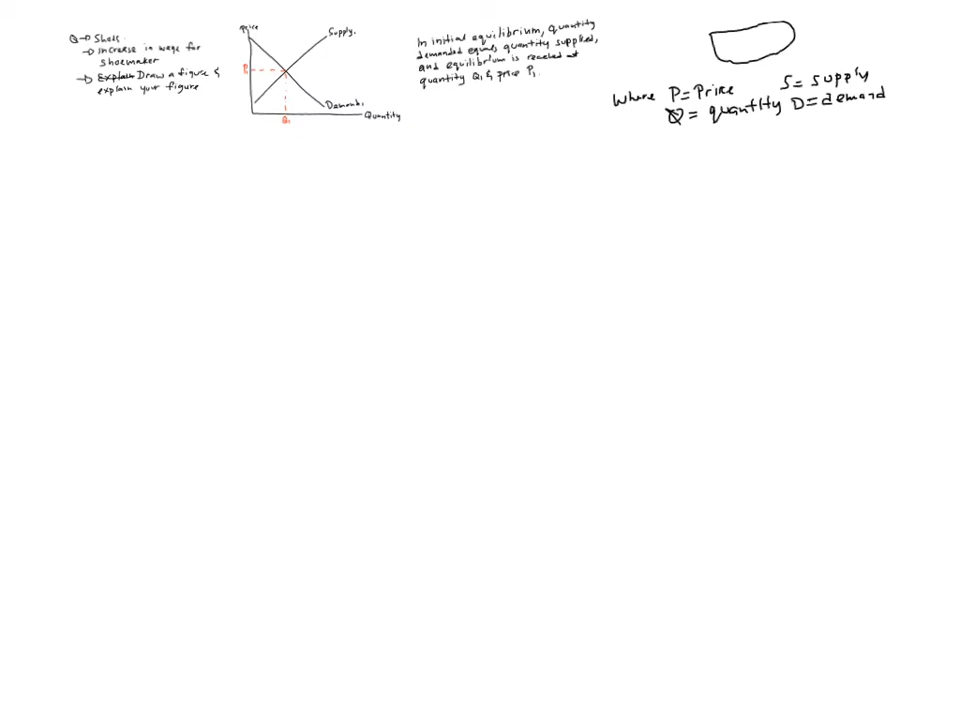 Q → Shoes.
→ Increase in wage for
shoemaker
→ Explain Draw a figure &
explain your figure
Price
Supply.
P₁
Demand.
Q₁
Quantity
In initial equilibrium, quantity
demanded equals quantity supplied,
and equilibrium is reached at
quantity Q₁ & price P₁.
Where P = Price S = Supply
Q = quantity D = demand